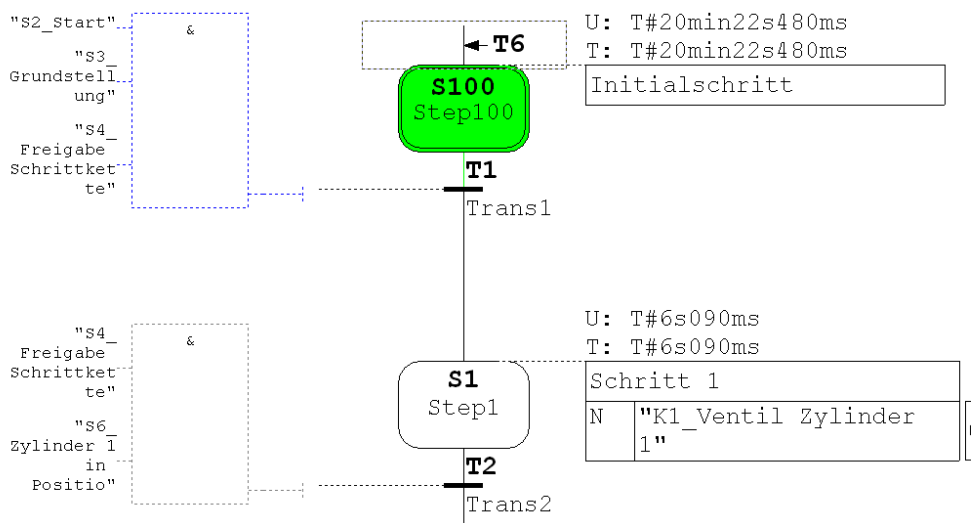 "S2_Start"
&
"S3_
Grundstell
ung"
"S4_
Freigabe
Schrittket
te"
T6
S100
Step100
T1
Trans1
U: T#20min22s480ms
T: T#20min22s480ms
Initialschritt
"S4_
Freigabe
Schrittket
te"
&
"S6_
Zylinder 1
in
Positio"
S1
Step1
T2
Trans2
U: T#6s090ms
T: T#6s090ms
Schritt 1
N "K1_Ventil Zylinder
1"